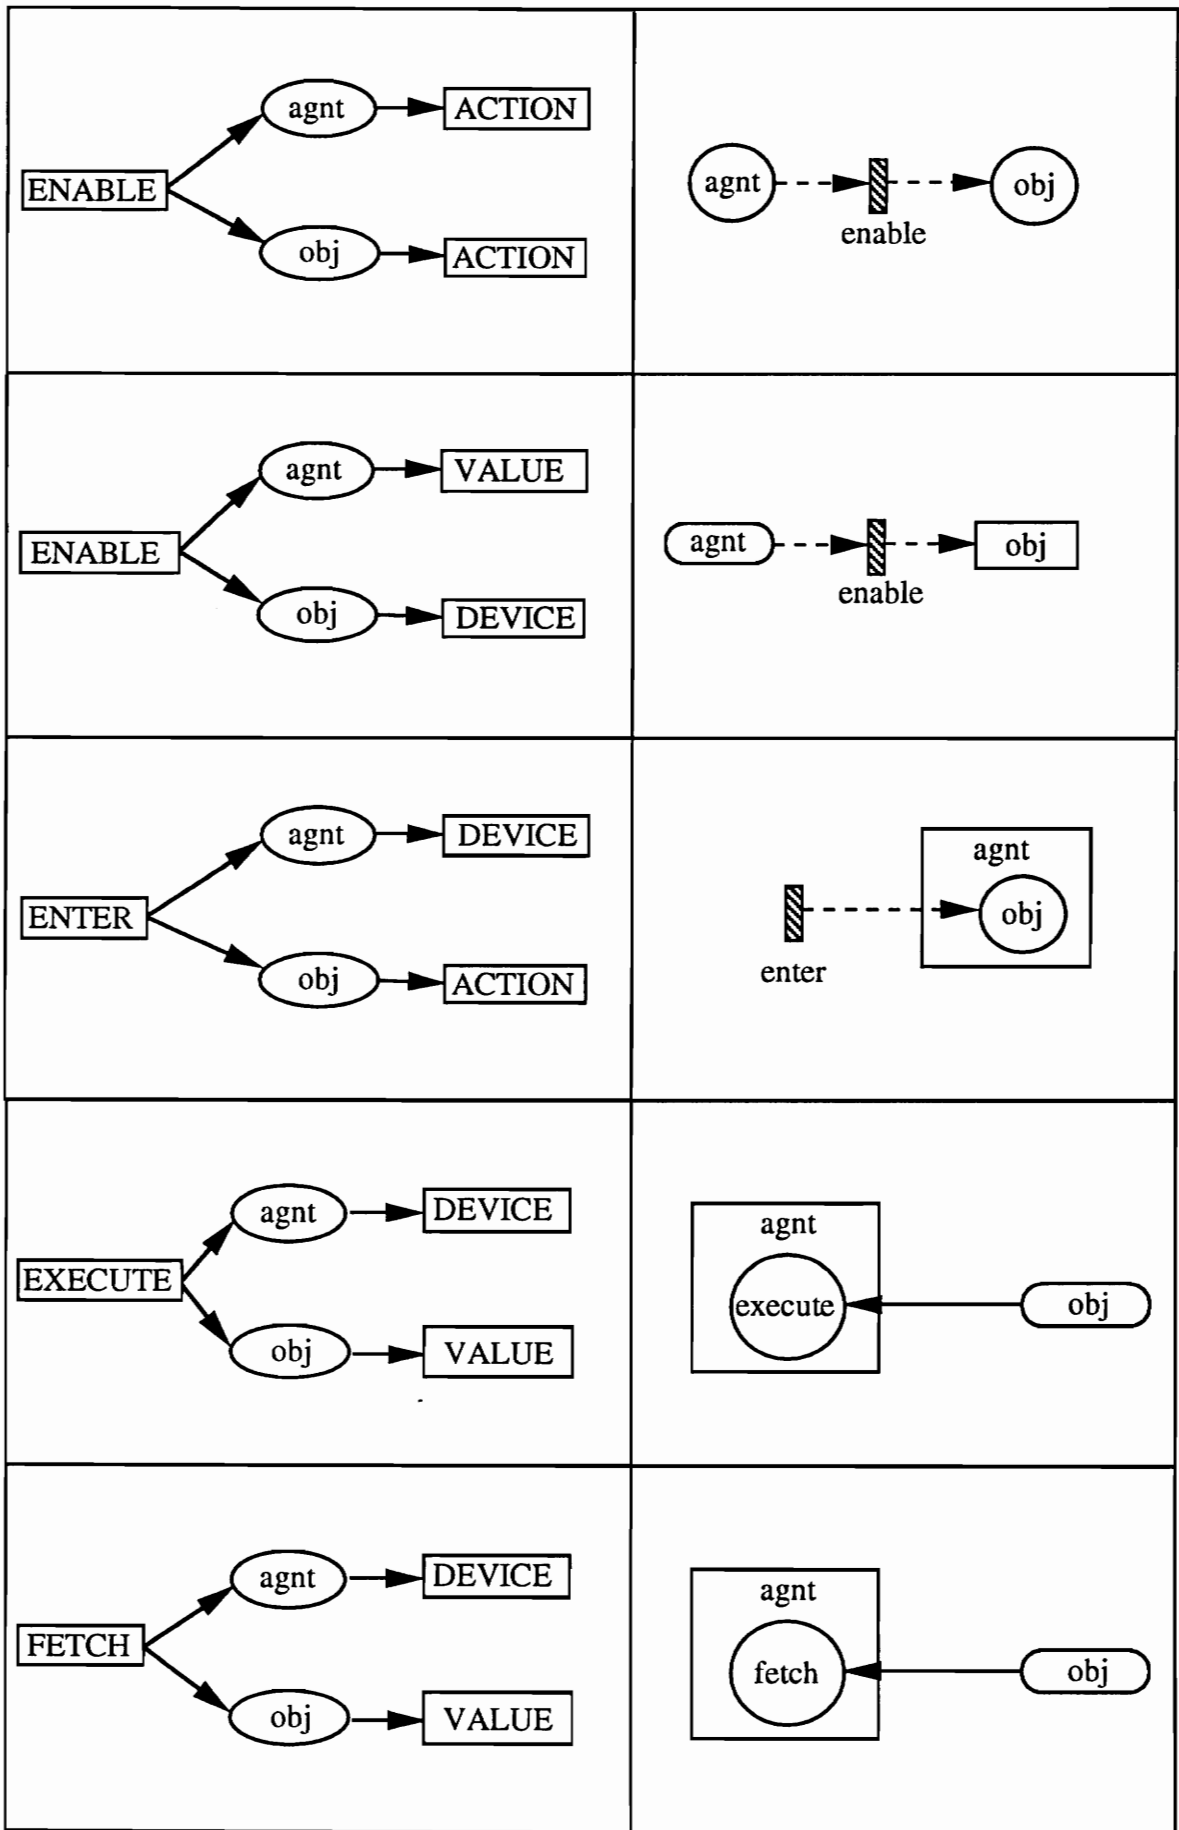 agnt ACTION
ENABLE
obj ACTION
agnt obj
enable
agnt VALUE
ENABLE
obj DEVICE
agnt obj
enable
agnt DEVICE
ENTER
obj ACTION
agnt
obj
enter
agnt DEVICE
EXECUTE
obj VALUE
agnt
execute obj
agnt DEVICE
FETCH
obj VALUE
agnt
fetch obj